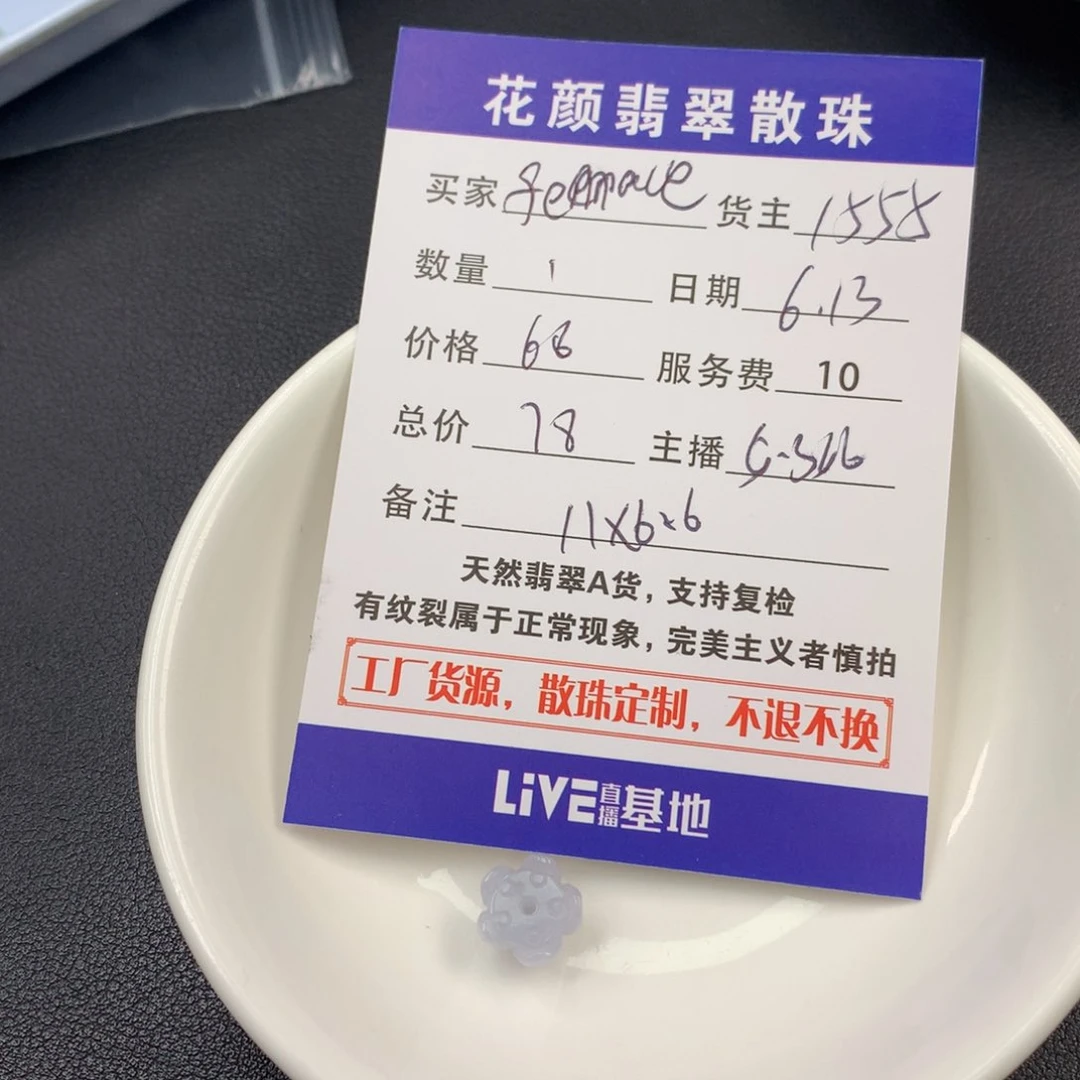 花颜翡翠散珠
买家 货主 1558
数量 1 日期 6.13
价格 68 服务费 10
总价 78 主播
备注 11X6x6
天然翡翠A货，支持复检
有纹裂属于正常现象，完美主义者慎拍
工厂货源，散珠定制，不退不换
LiVE直播基地